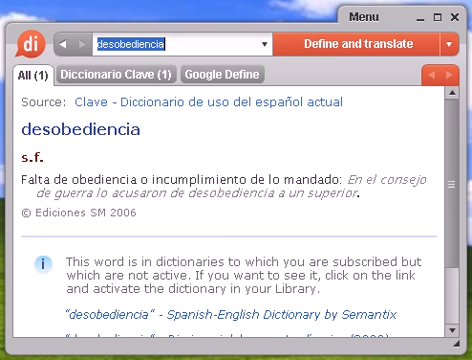 Menu
di
desobediencia
Define and translate
All (1)
Diccionario Clave (1)
Google Define
Source: Clave - Diccionario de uso del español actual
desobediencia
s.f.
Falta de obediencia o incumplimiento de lo mandado: En el consejo
de guerra lo acusaron de desobediencia a un superior.
© Ediciones SM 2006
i
This word is in dictionaries to which you are subscribed but
which are not active. If you want to see it, click on the link
and activate the dictionary in your Library.
"desobediencia" - Spanish-English Dictionary by Semantix